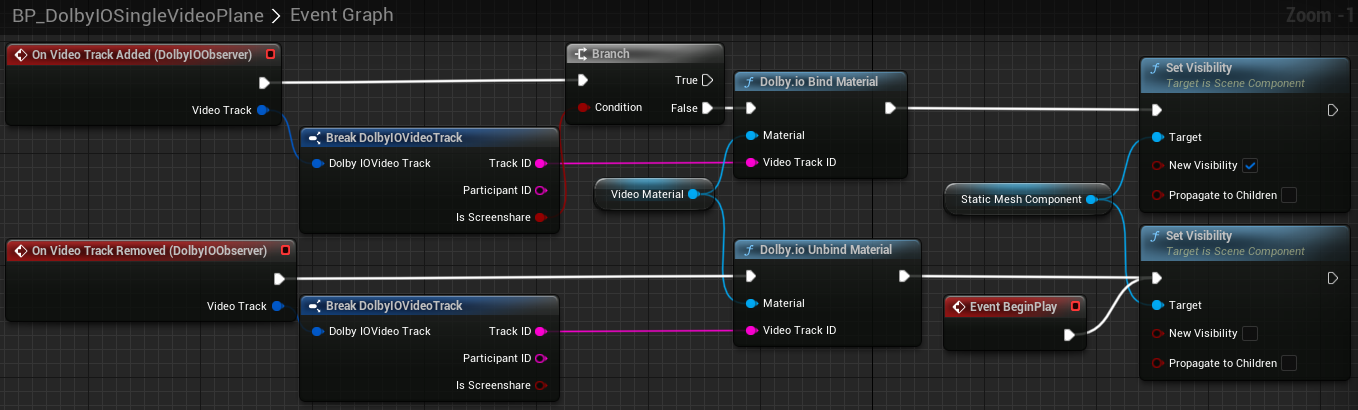 BP_DolbyIOSingleVideoPlane > Event Graph
Zoom -1
On Video Track Added (DolbyIOObserver)
Video Track
Break DolbyIOVideoTrack
Dolby IOVideo Track
Track ID
Participant ID
Is Screenshare
Branch
True
Condition
False
Video Material
Dolby.io Bind Material
Material
Video Track ID
Static Mesh Component
Set Visibility
Target is Scene Component
Target
New Visibility
Propagate to Children
On Video Track Removed (DolbyIOObserver)
Video Track
Break DolbyIOVideoTrack
Dolby IOVideo Track
Track ID
Participant ID
Is Screenshare
Dolby.io Unbind Material
Material
Video Track ID
Event BeginPlay
Set Visibility
Target is Scene Component
Target
New Visibility
Propagate to Children